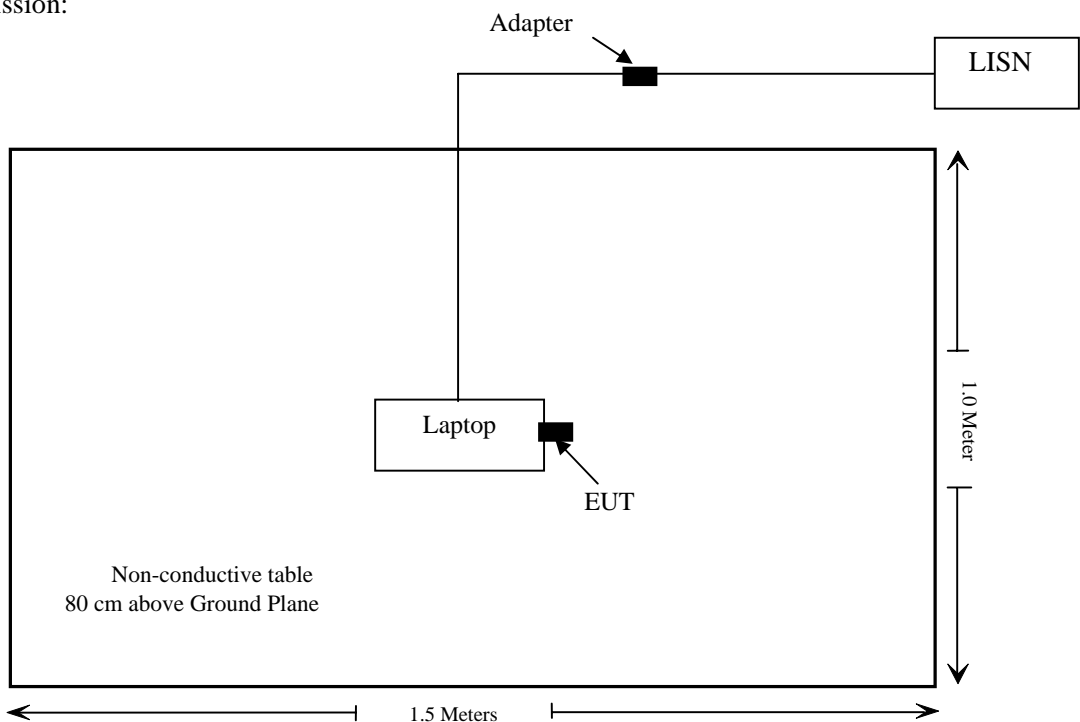 Adapter
LISN
Laptop
1.0 Meter
EUT
Non-conductive table
80 cm above Ground Plane
1.5 Meters